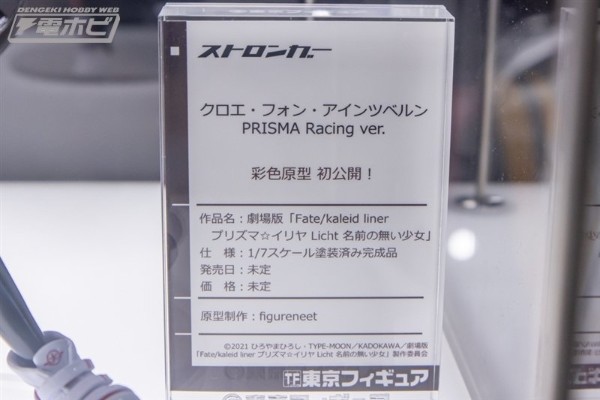 DENGEKI HOBBY WEB
電ホビ
ストロンガー
クロエ・フォン・アインツベルン
PRISMA Racing ver.
彩色原型 初公開！
作品名：劇場版「Fate/kaleid liner
プリズマ☆イリヤ Licht 名前の無い少女」
仕　様：1/7スケール塗装済み完成品
発売日：未定
価　格：未定
原型制作：figureneet
©2021 ひろやまひろし・TYPE-MOON／KADOKAWA／劇場版
「Fate/kaleid liner プリズマ☆イリヤ Licht 名前の無い少女」製作委員会
TF 東京フィギュア